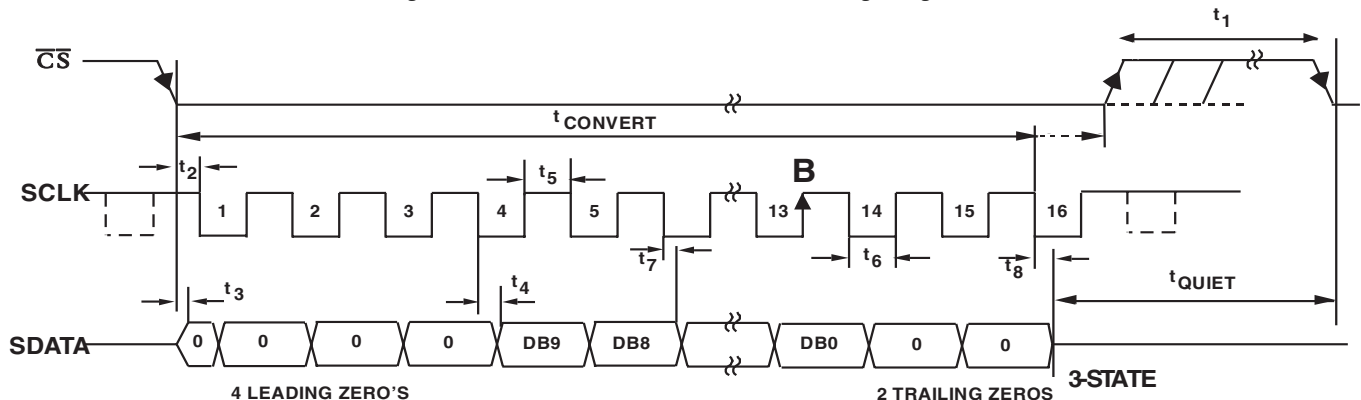 t1
CS
tCONVERT
t2
t5
B
SCLK
1 2 3 4 5 13 14 15 16
t7
t6
t8
t3
t4
tQUIET
SDATA
0 0 0 0 DB9 DB8 DB0 0 0
4 LEADING ZERO'S
2 TRAILING ZEROS
3-STATE